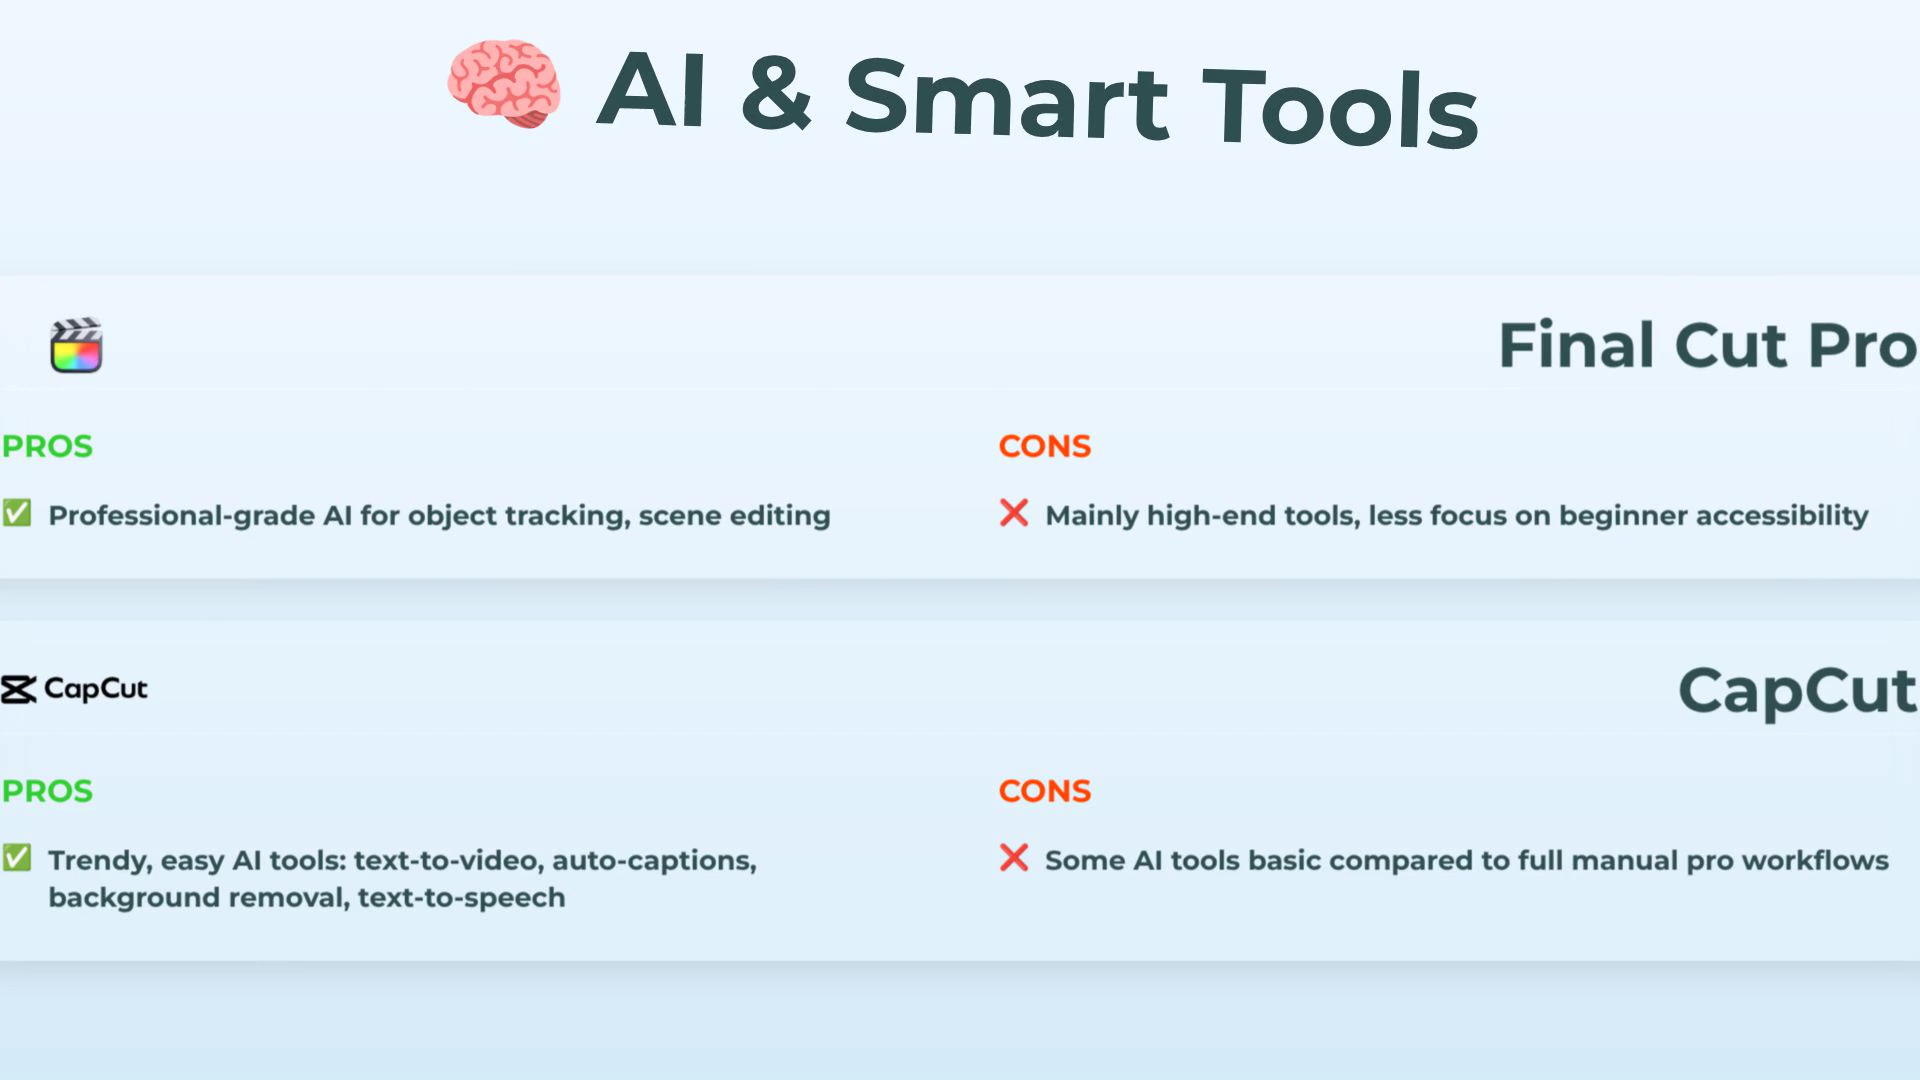 🧠 AI & Smart Tools
Final Cut Pro
PROS
CONS
✅ Professional-grade AI for object tracking, scene editing
❌ Mainly high-end tools, less focus on beginner accessibility
CapCut
CapCut
PROS
CONS
✅ Trendy, easy AI tools: text-to-video, auto-captions,
background removal, text-to-speech
❌ Some AI tools basic compared to full manual pro workflows